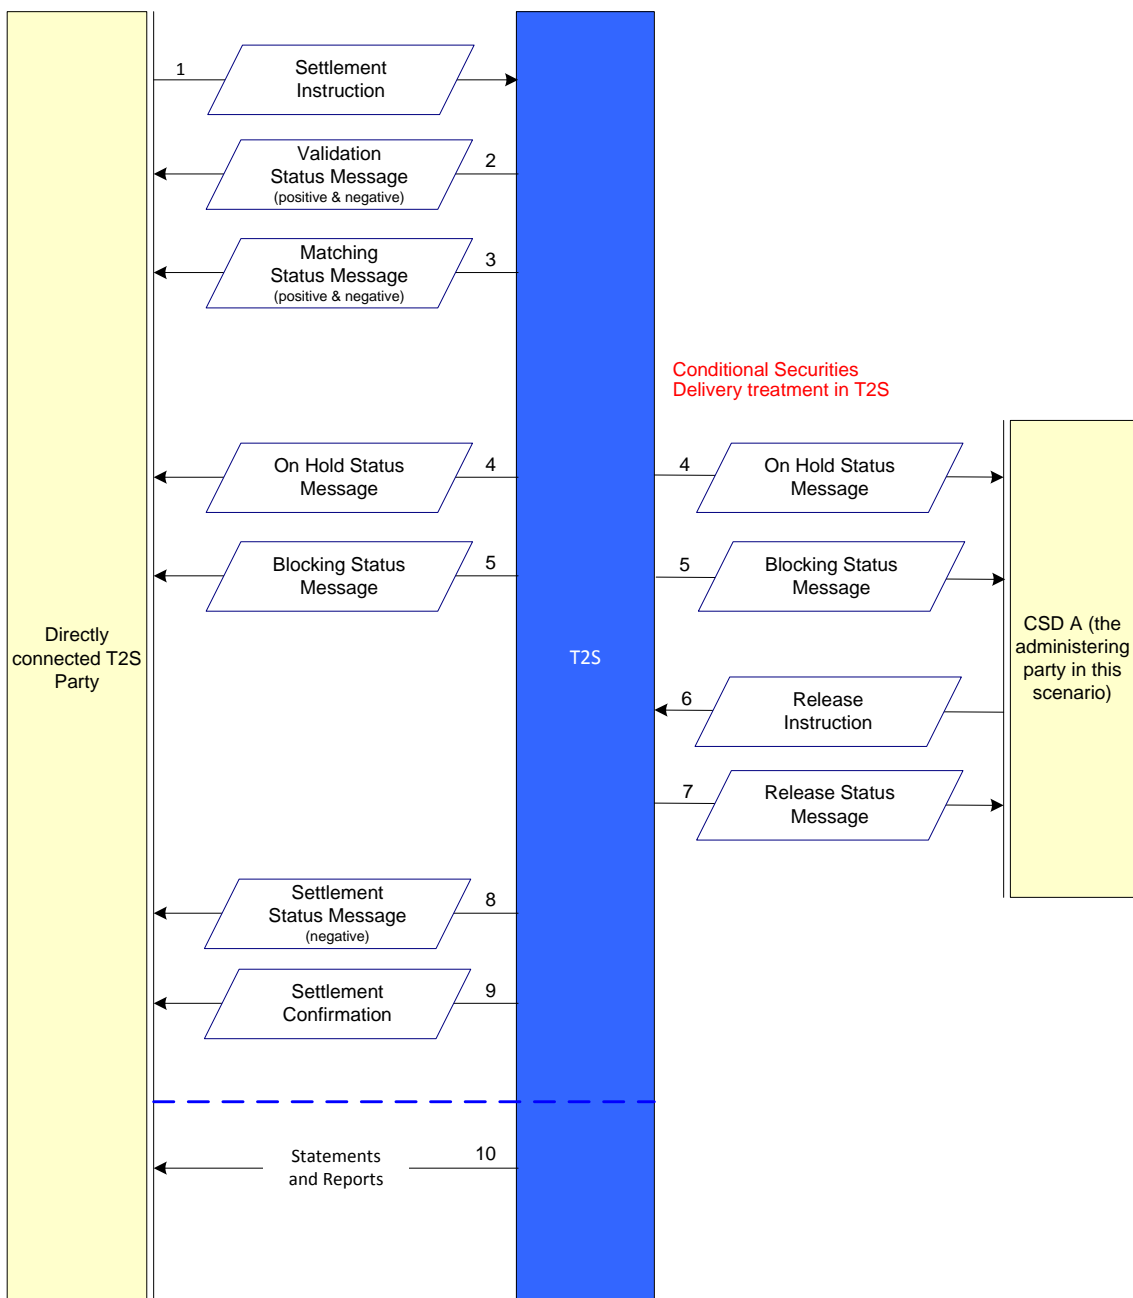 1
Settlement
Instruction
Validation
Status Message
(positive & negative)
2
Matching
Status Message
(positive & negative)
3
Conditional Securities
Delivery treatment in T2S
On Hold Status
Message
4
4
On Hold Status
Message
Blocking Status
Message
5
5
Blocking Status
Message
Directly
connected T2S
Party
T2S
CSD A (the
administering
party in this
scenario)
6
Release
Instruction
7
Release Status
Message
Settlement
Status Message
(negative)
8
Settlement
Confirmation
9
Statements
and Reports
10